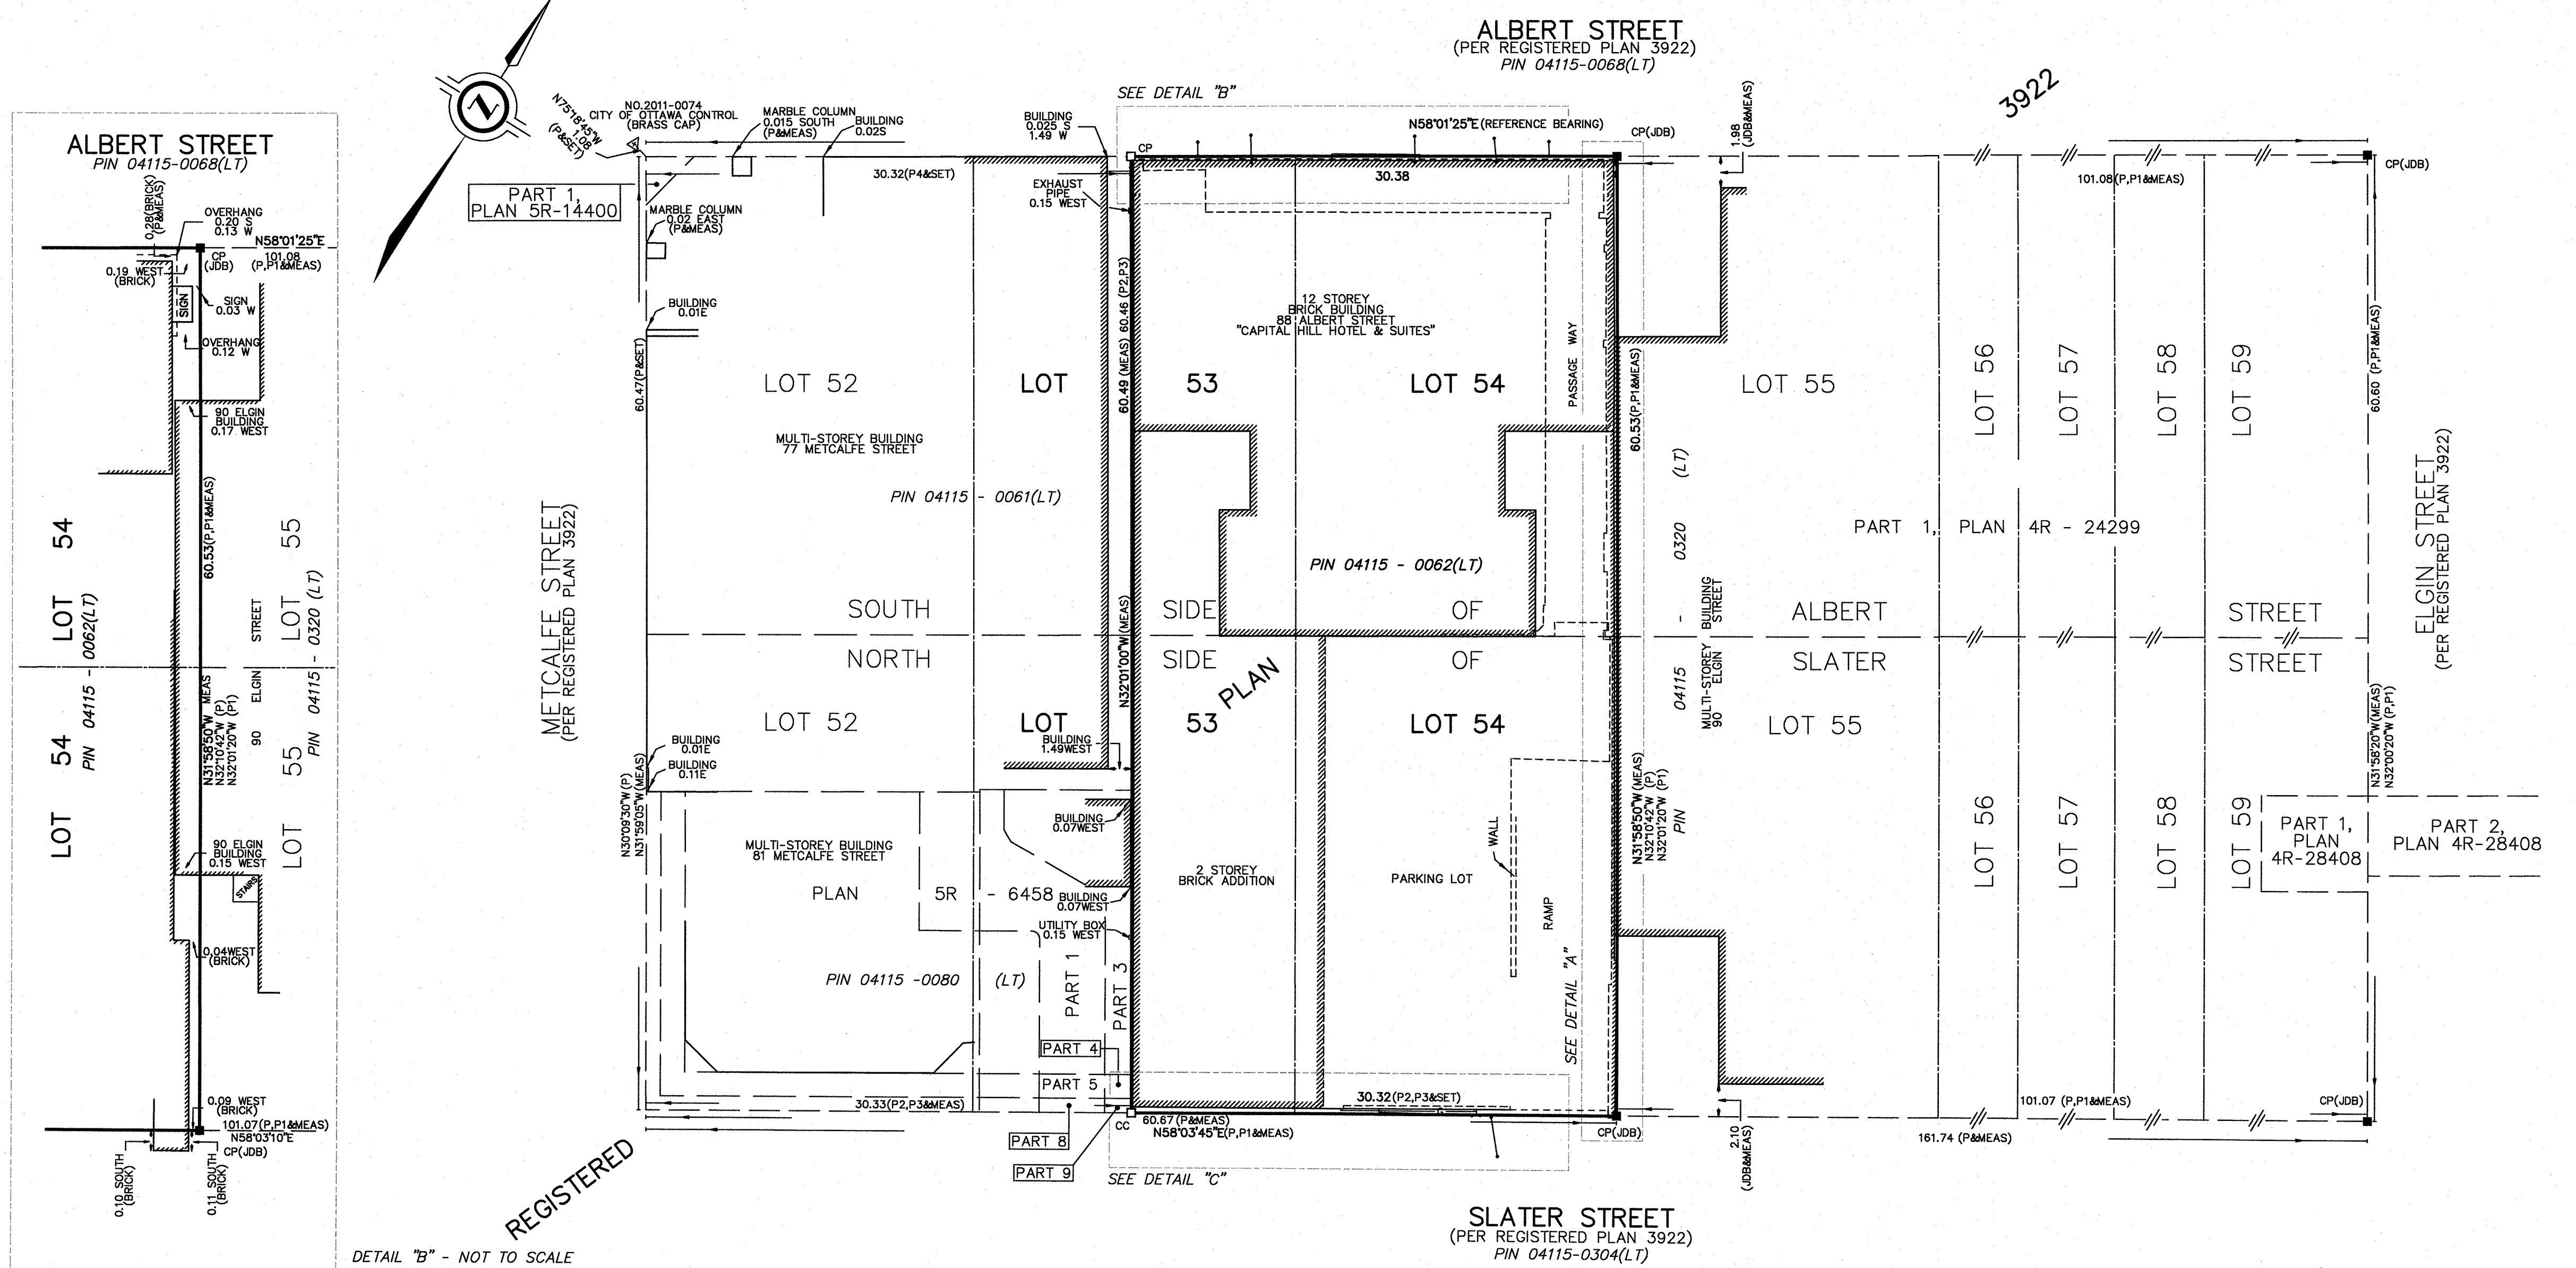 ALBERT STREET
PIN 04115-0068(LT)
0.28(BRICK)
(P&MEAS)
OVERHANG
0.20 S
0.13 W
N58°01'25"E
101.08
(P,P1&MEAS)
CP
(JDB)
0.19 WEST
(BRICK)
SIGN
SIGN
0.03 W
OVERHANG
0.12 W
90 ELGIN
BUILDING
0.17 WEST
60.53(P,P1&MEAS)
LOT 54
LOT 54
PIN 04115 - 0062(LT)
N31°58'50"W MEAS
N32°10'42"W (P)
N32°01'20"W (P1)
90 ELGIN STREET
LOT 55
LOT 55
PIN 04115 - 0320 (LT)
90 ELGIN
BUILDING
0.15 WEST
STAIRS
0.04WEST
(BRICK)
0.09 WEST
(BRICK)
101.07(P,P1&MEAS)
N58°03'10"E
CP(JDB)
0.10 SOUTH
(BRICK)
0.11 SOUTH
(BRICK)
DETAIL "B" - NOT TO SCALE
N
N75°18'45"W
1.08
(P&SET)
NO.2011-0074
CITY OF OTTAWA CONTROL
(BRASS CAP)
MARBLE COLUMN
0.015 SOUTH
(P&MEAS)
BUILDING
0.02S
BUILDING
0.025 S
1.49 W
PART 1,
PLAN 5R-14400
30.32(P4&SET)
MARBLE COLUMN
0.02 EAST
(P&MEAS)
EXHAUST
PIPE
0.15 WEST
BUILDING
0.01E
60.47(P&SET)
LOT 52
LOT 53
MULTI-STOREY BUILDING
77 METCALFE STREET
PIN 04115 - 0061(LT)
METCALFE STREET
(PER REGISTERED PLAN 3922)
60.49 (MEAS) 60.46 (P2,P3)
N32°01'00"W (MEAS)
ALBERT STREET
(PER REGISTERED PLAN 3922)
PIN 04115-0068(LT)
SEE DETAIL "B"
CP
N58°01'25"E (REFERENCE BEARING)
30.38
CP(JDB)
1.98
(JDB&MEAS)
3922
101.08(P,P1&MEAS)
CP(JDB)
12 STOREY
BRICK BUILDING
88 ALBERT STREET
"CAPITAL HILL HOTEL & SUITES"
PASSAGE WAY
LOT 54
60.53(P,P1&MEAS)
LOT 55
LOT 56
LOT 57
LOT 58
LOT 59
60.60 (P,P1&MEAS)
PIN 04115 - 0062(LT)
PIN 04115 - 0320 (LT)
MULTI-STOREY BUILDING
90 ELGIN STREET
PART 1, PLAN 4R - 24299
ELGIN STREET
(PER REGISTERED PLAN 3922)
SOUTH SIDE OF ALBERT STREET
NORTH SIDE OF SLATER STREET
PLAN
LOT 52
LOT 53
LOT 54
LOT 55
BUILDING
0.01E
BUILDING
0.11E
BUILDING
1.49WEST
N30°09'30"W (P)
N31°59'05"W (MEAS)
BUILDING
0.07WEST
MULTI-STOREY BUILDING
81 METCALFE STREET
PLAN 5R - 6458
BUILDING
0.07WEST
UTILITY BOX
0.15 WEST
PIN 04115 -0080 (LT)
PART 1
PART 3
PART 4
PART 5
PART 8
PART 9
30.33(P2,P3&MEAS)
CC
60.67 (P&MEAS)
N58°03'45"E(P,P1&MEAS)
30.32(P2,P3&SET)
2 STOREY
BRICK ADDITION
PARKING LOT
WALL
RAMP
SEE DETAIL "A"
N31°58'50"W (MEAS)
N32°10'42"W (P)
N32°01'20"W (P1)
CP(JDB)
2.10
(JDB&MEAS)
LOT 56
LOT 57
LOT 58
LOT 59
PART 1,
PLAN
4R-28408
PART 2,
PLAN 4R-28408
N31°58'20"W (MEAS)
N32°00'20"W (P,P1)
101.07 (P,P1&MEAS)
CP(JDB)
161.74 (P&MEAS)
SEE DETAIL "C"
REGISTERED
SLATER STREET
(PER REGISTERED PLAN 3922)
PIN 04115-0304(LT)